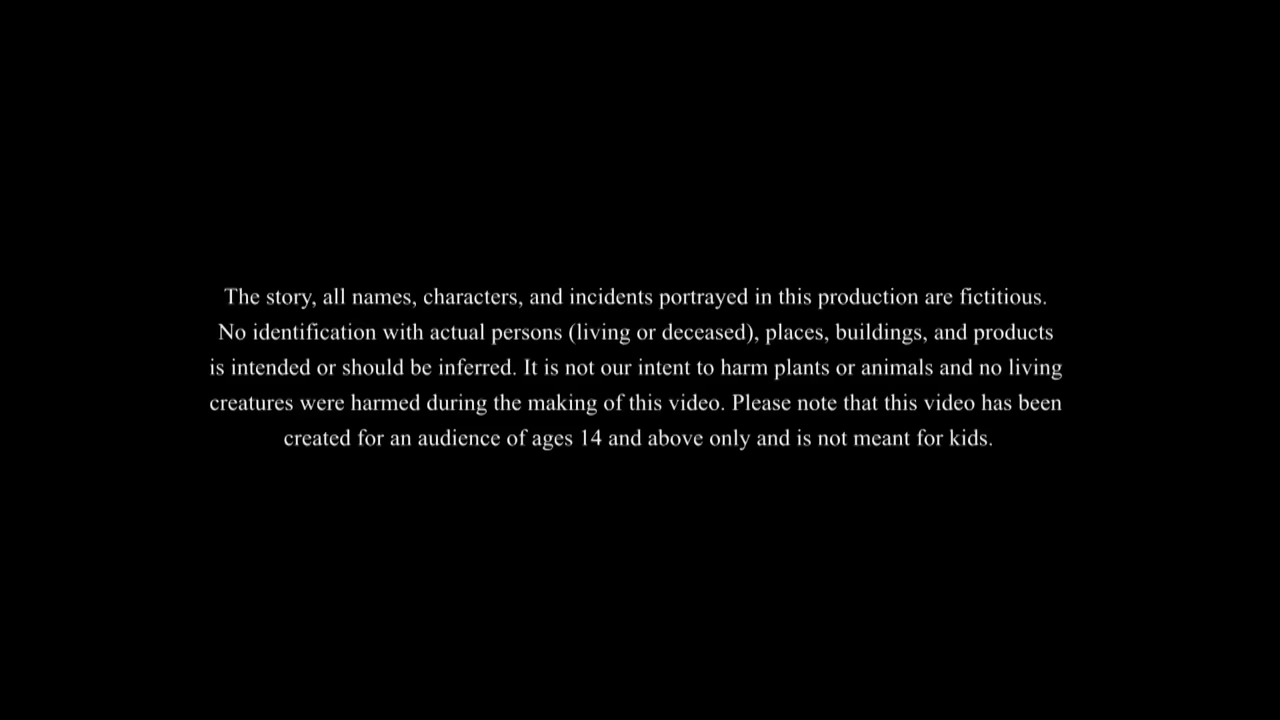 The story, all names, characters, and incidents portrayed in this production are fictitious.
No identification with actual persons (living or deceased), places, buildings, and products
is intended or should be inferred. It is not our intent to harm plants or animals and no living
creatures were harmed during the making of this video. Please note that this video has been
created for an audience of ages 14 and above only and is not meant for kids.